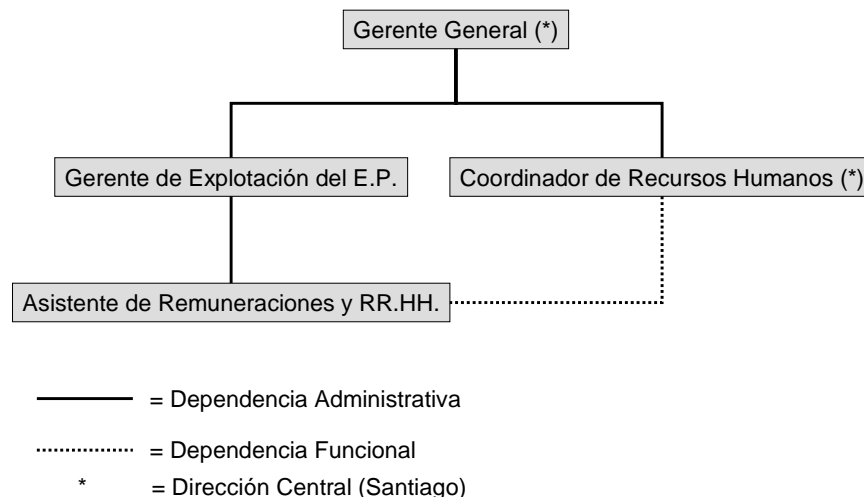 Gerente General (*)
Gerente de Explotación del E.P.
Coordinador de Recursos Humanos (*)
Asistente de Remuneraciones y RR.HH.
= Dependencia Administrativa
= Dependencia Funcional
* = Dirección Central (Santiago)